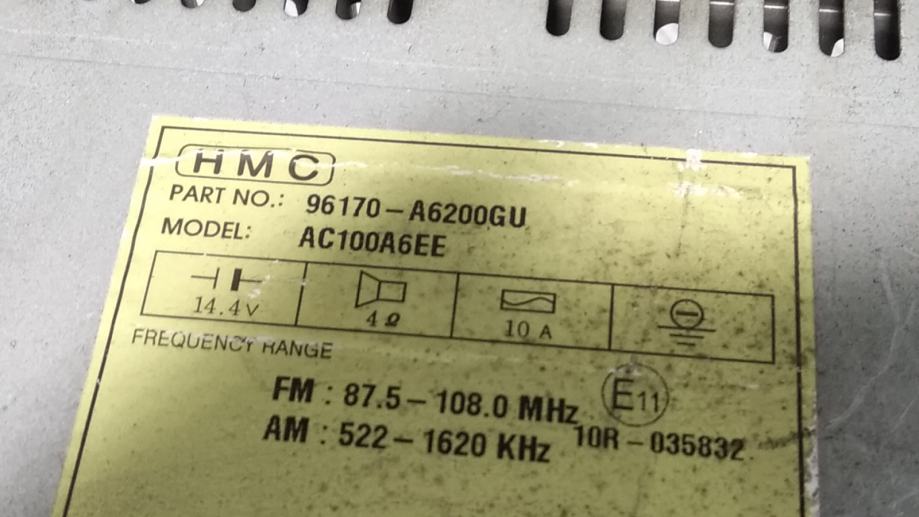 HMC
PART NO.: 96170-A6200GU
MODEL: AC100A6EE
14.4V 4Ω 10 A
FREQUENCY RANGE
FM : 87.5-108.0 MHz E11
AM : 522-1620 KHz 10R-035832